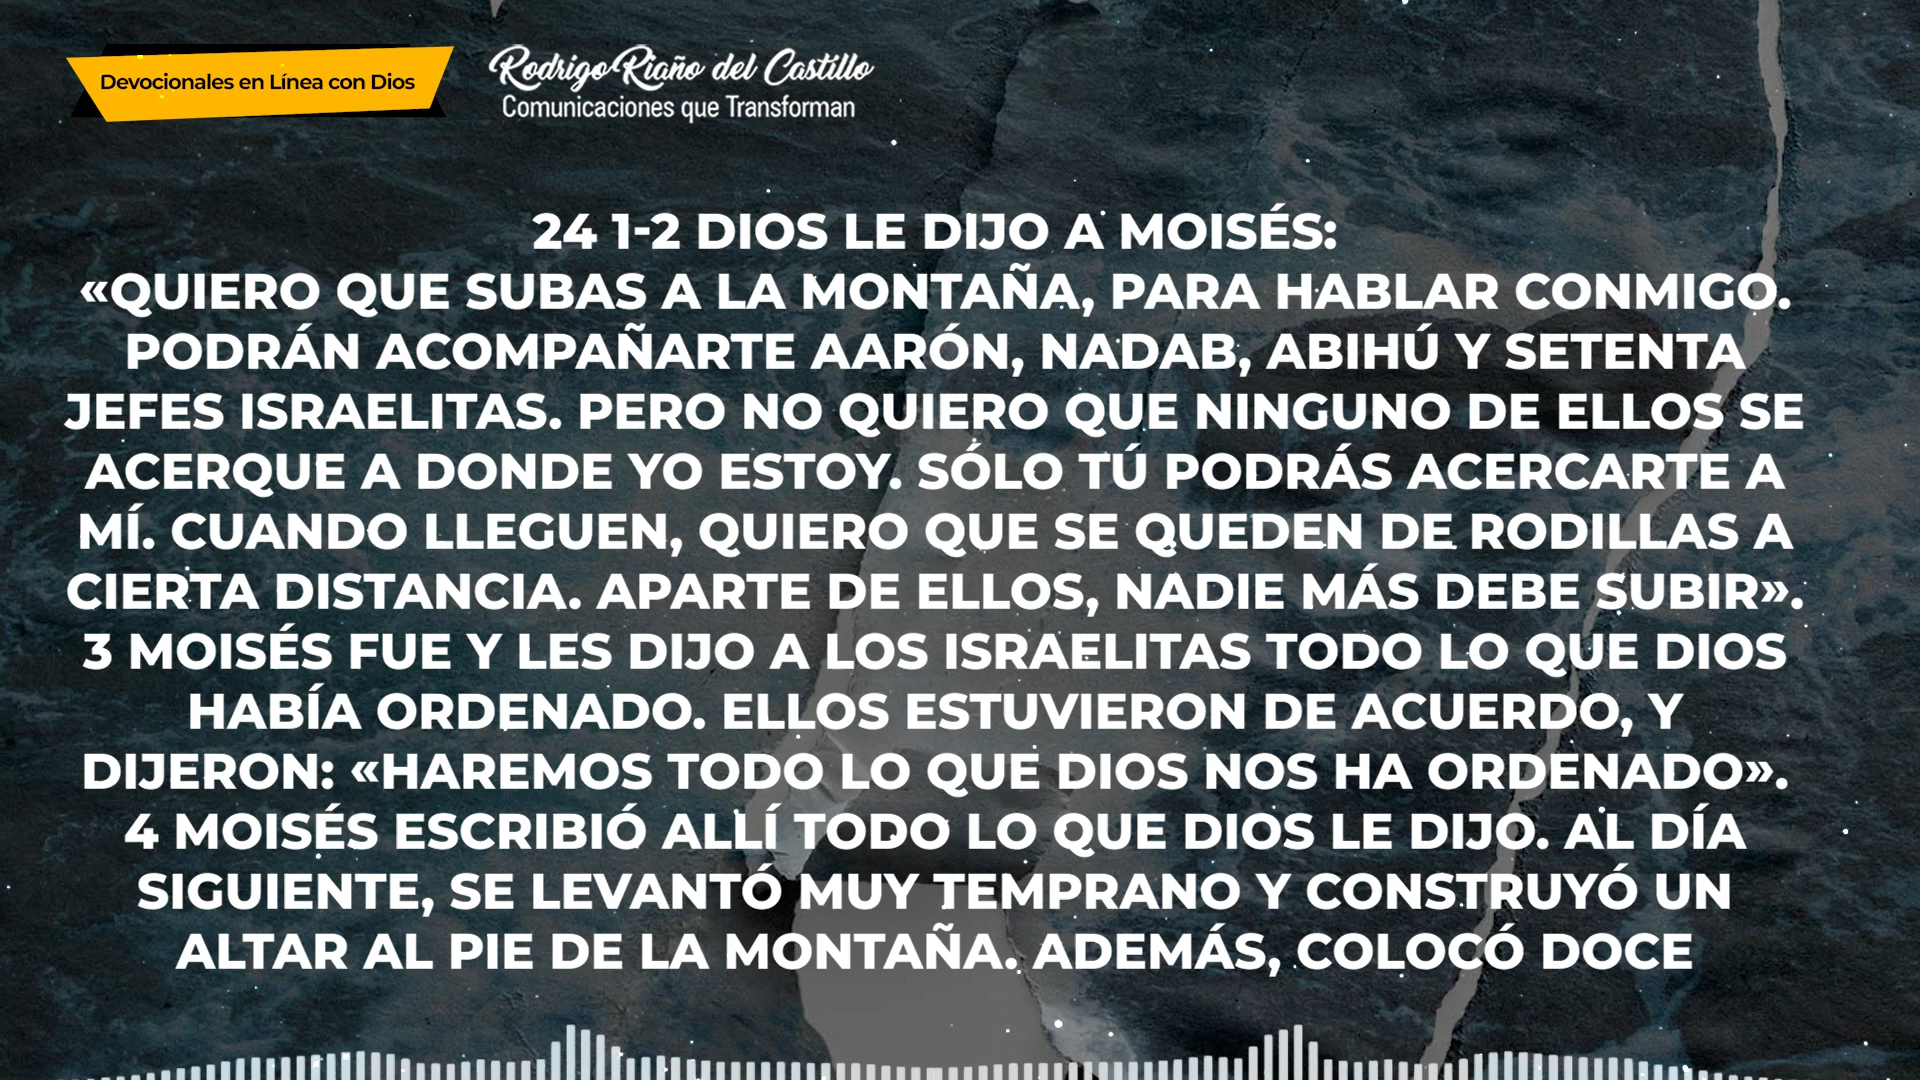 Devocionales en Línea con Dios
Rodrigo Riaño del Castillo
Comunicaciones que Transforman
24 1-2 DIOS LE DIJO A MOISÉS:
«QUIERO QUE SUBAS A LA MONTAÑA, PARA HABLAR CONMIGO.
PODRÁN ACOMPAÑARTE AARÓN, NADAB, ABIHÚ Y SETENTA
JEFES ISRAELITAS. PERO NO QUIERO QUE NINGUNO DE ELLOS SE
ACERQUE A DONDE YO ESTOY. SÓLO TÚ PODRÁS ACERCARTE A
MÍ. CUANDO LLEGUEN, QUIERO QUE SE QUEDEN DE RODILLAS A
CIERTA DISTANCIA. APARTE DE ELLOS, NADIE MÁS DEBE SUBIR».
3 MOISÉS FUE Y LES DIJO A LOS ISRAELITAS TODO LO QUE DIOS
HABÍA ORDENADO. ELLOS ESTUVIERON DE ACUERDO, Y
DIJERON: «HAREMOS TODO LO QUE DIOS NOS HA ORDENADO».
4 MOISÉS ESCRIBIÓ ALLÍ TODO LO QUE DIOS LE DIJO. AL DÍA
SIGUIENTE, SE LEVANTÓ MUY TEMPRANO Y CONSTRUYÓ UN
ALTAR AL PIE DE LA MONTAÑA. ADEMÁS, COLOCÓ DOCE